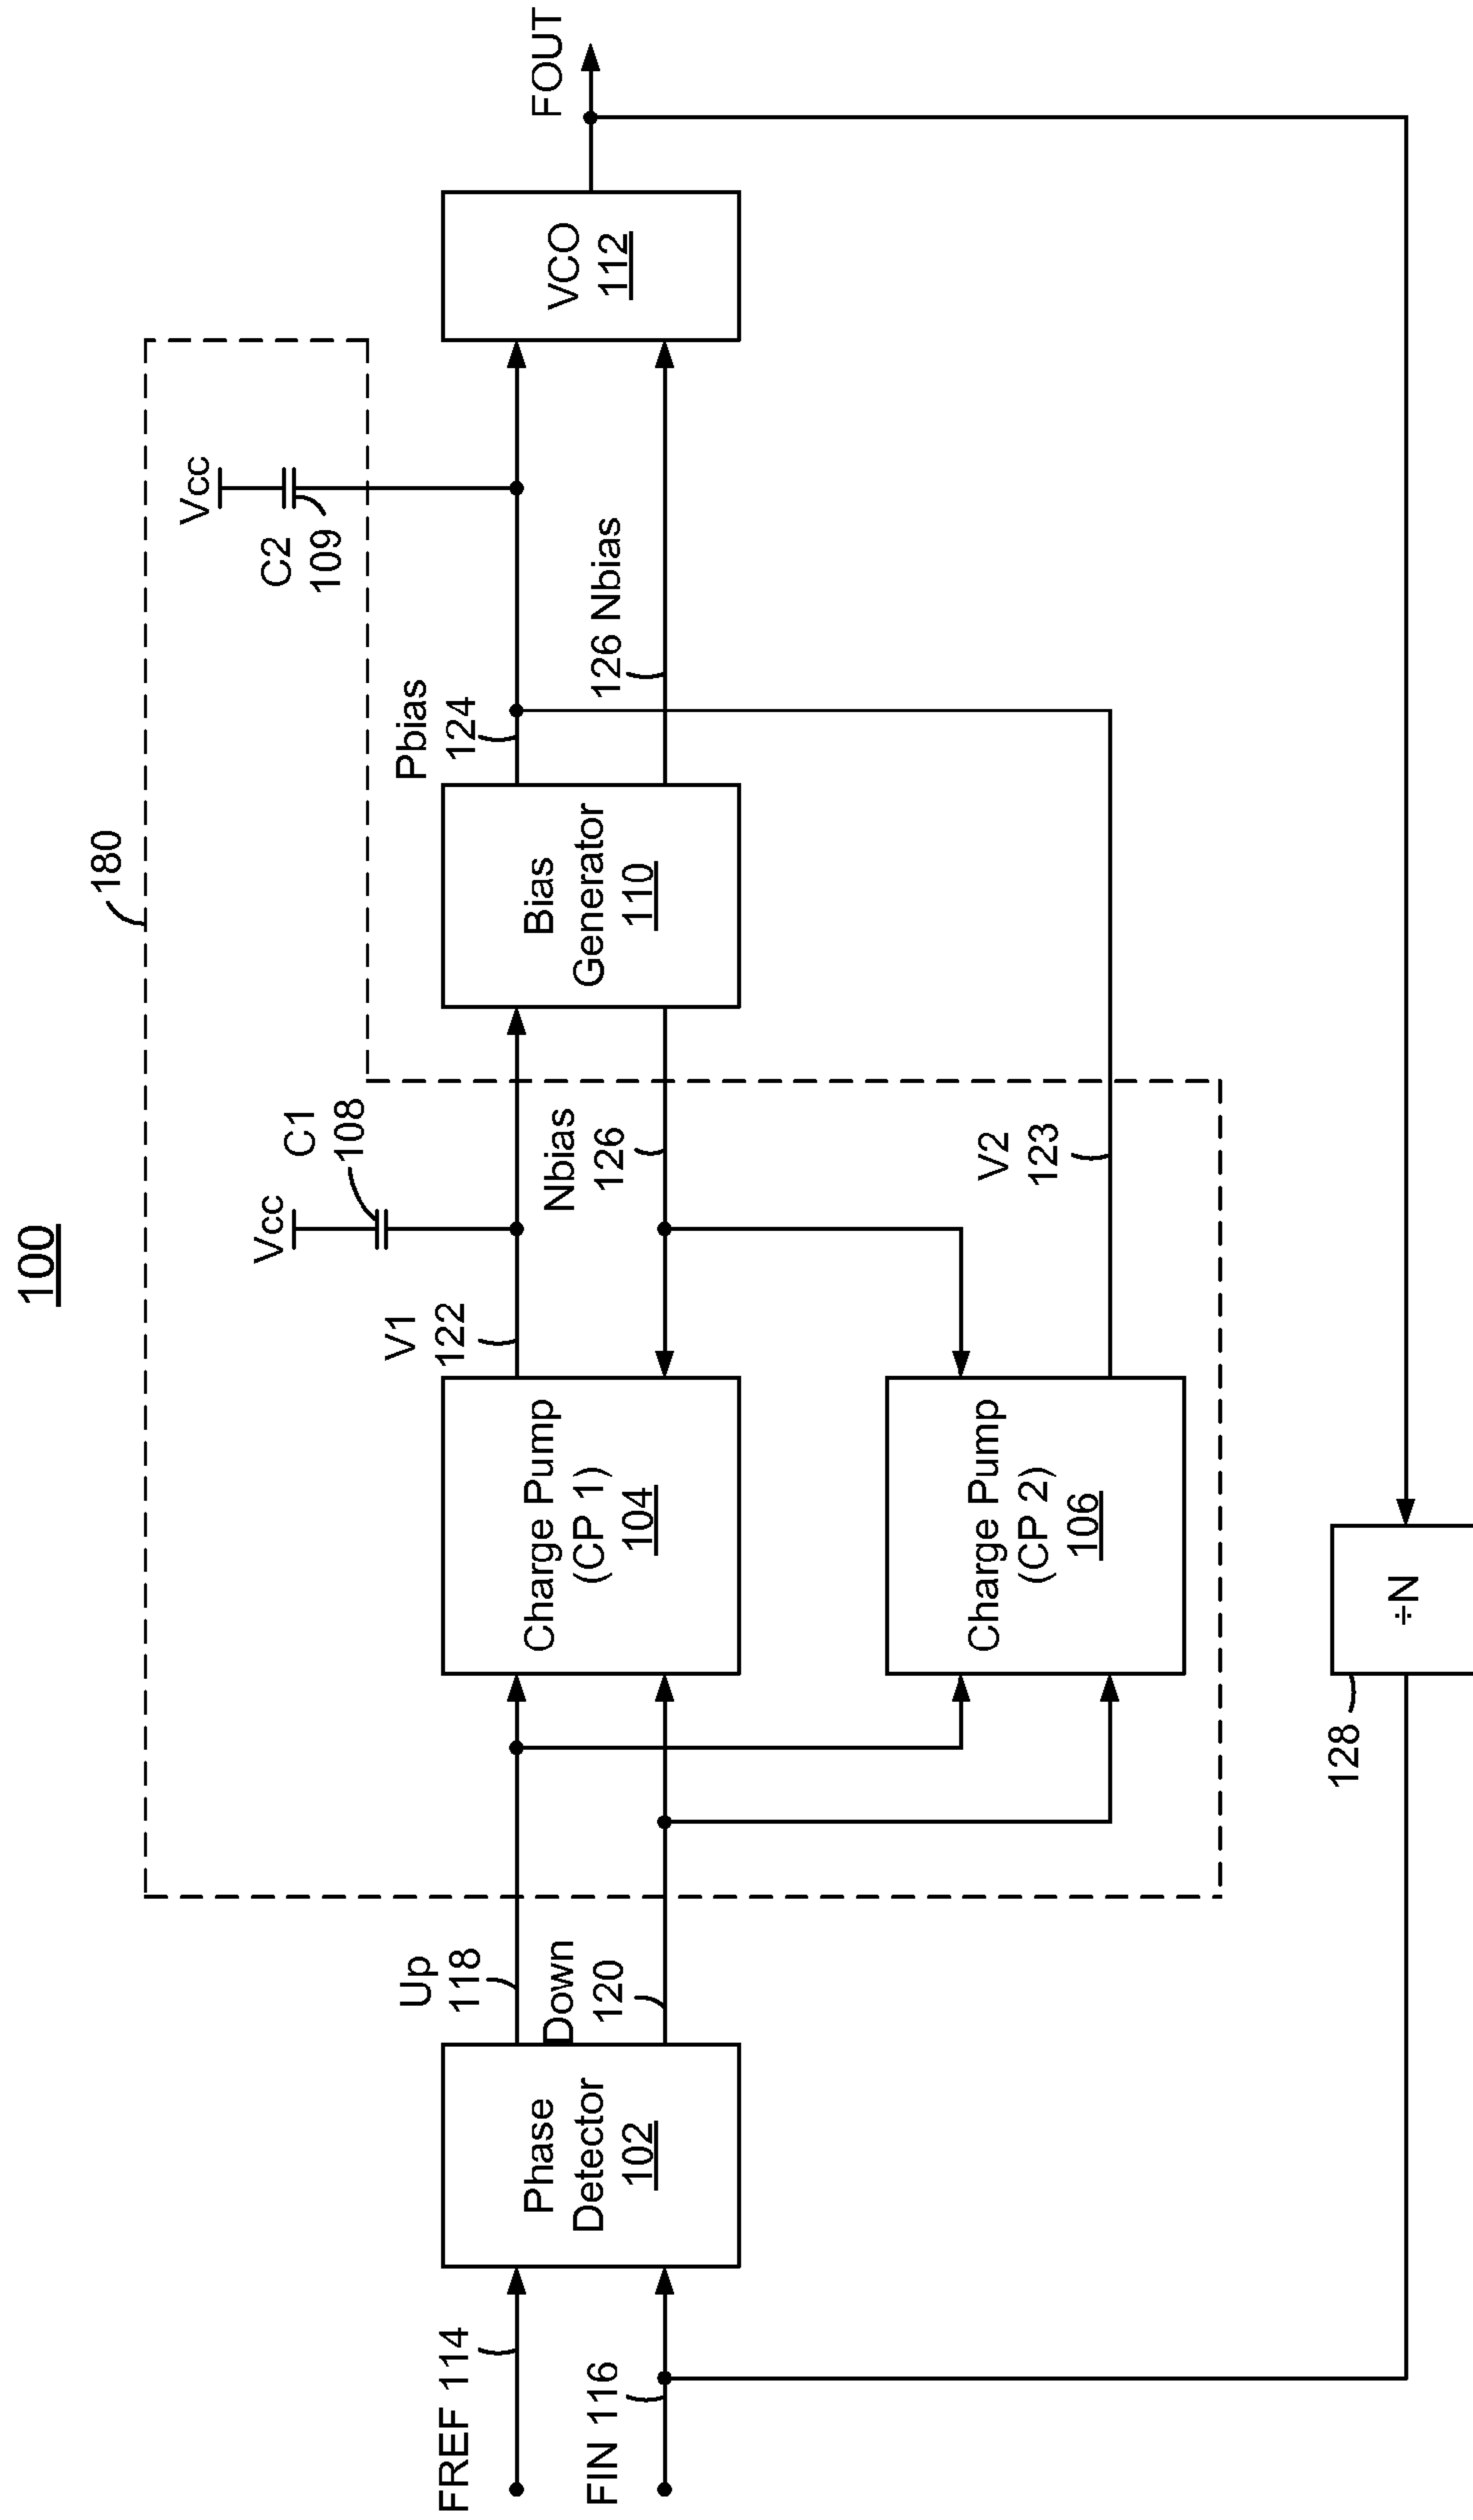 100
180
Vcc
C2
109
Vcc
C1
108
FREF 114
FIN 116
Phase
Detector
102
Up
118
Down
120
Charge Pump
(CP 1)
104
V1
122
Nbias
126
Bias
Generator
110
Pbias
124
126 Nbias
VCO
112
FOUT
Charge Pump
(CP 2)
106
V2
123
128
÷N